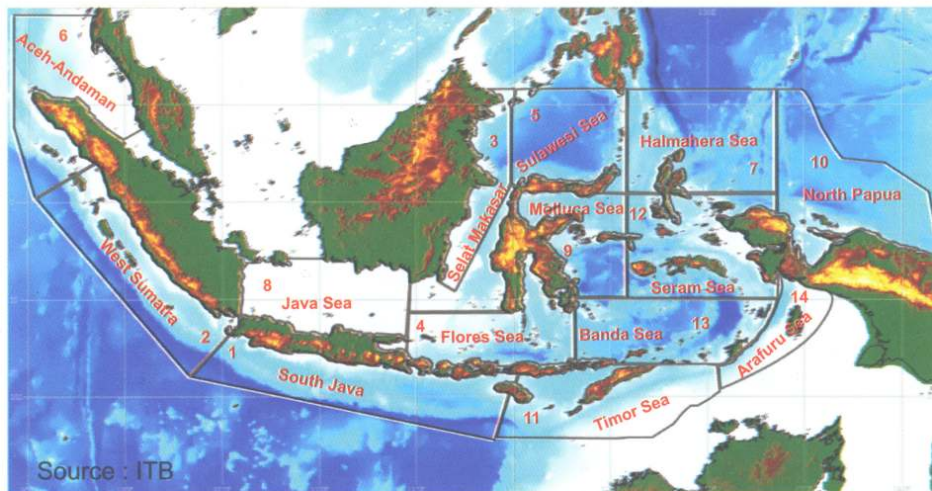 6
Aceh-Andaman
3
5
Sulawesi Sea
Halmahera Sea
7
10
North Papua
Selat Makasar
Molluca Sea
12
9
West Sumatra
8
Java Sea
Seram Sea
14
Arafuru Sea
4
Flores Sea
Banda Sea
13
2
1
South Java
11
Timor Sea
Source : ITB